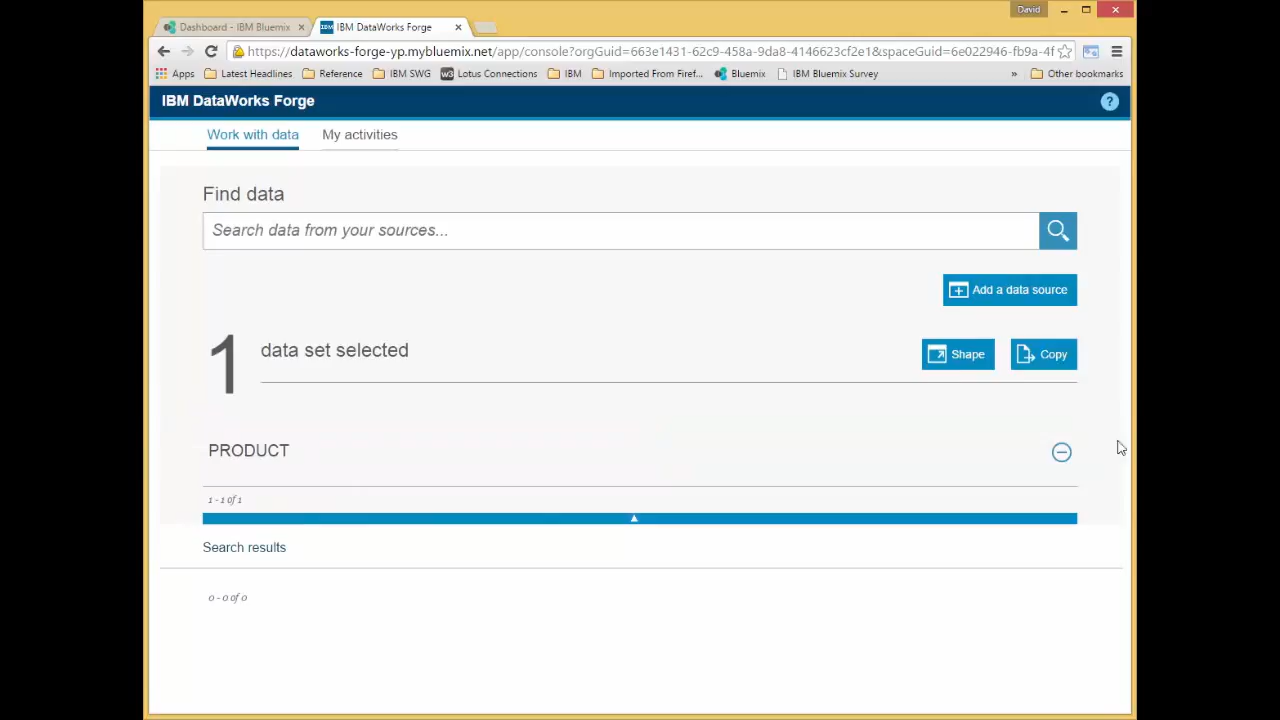 David
Dashboard - IBM Bluemix
IBM IBM DataWorks Forge
https://dataworks-forge-yp.mybluemix.net/app/console?orgGuid=663e1431-62c9-458a-9da8-4146623cf2e1&spaceGuid=6e022946-fb9a-4f
Apps Latest Headlines Reference IBM SWG w3 Lotus Connections IBM Imported From Firef... Bluemix IBM Bluemix Survey » Other bookmarks
IBM DataWorks Forge ?
Work with data My activities
Find data
Search data from your sources...
Add a data source
1 data set selected Shape Copy
PRODUCT
1 - 1 of 1
Search results
0 - 0 of 0